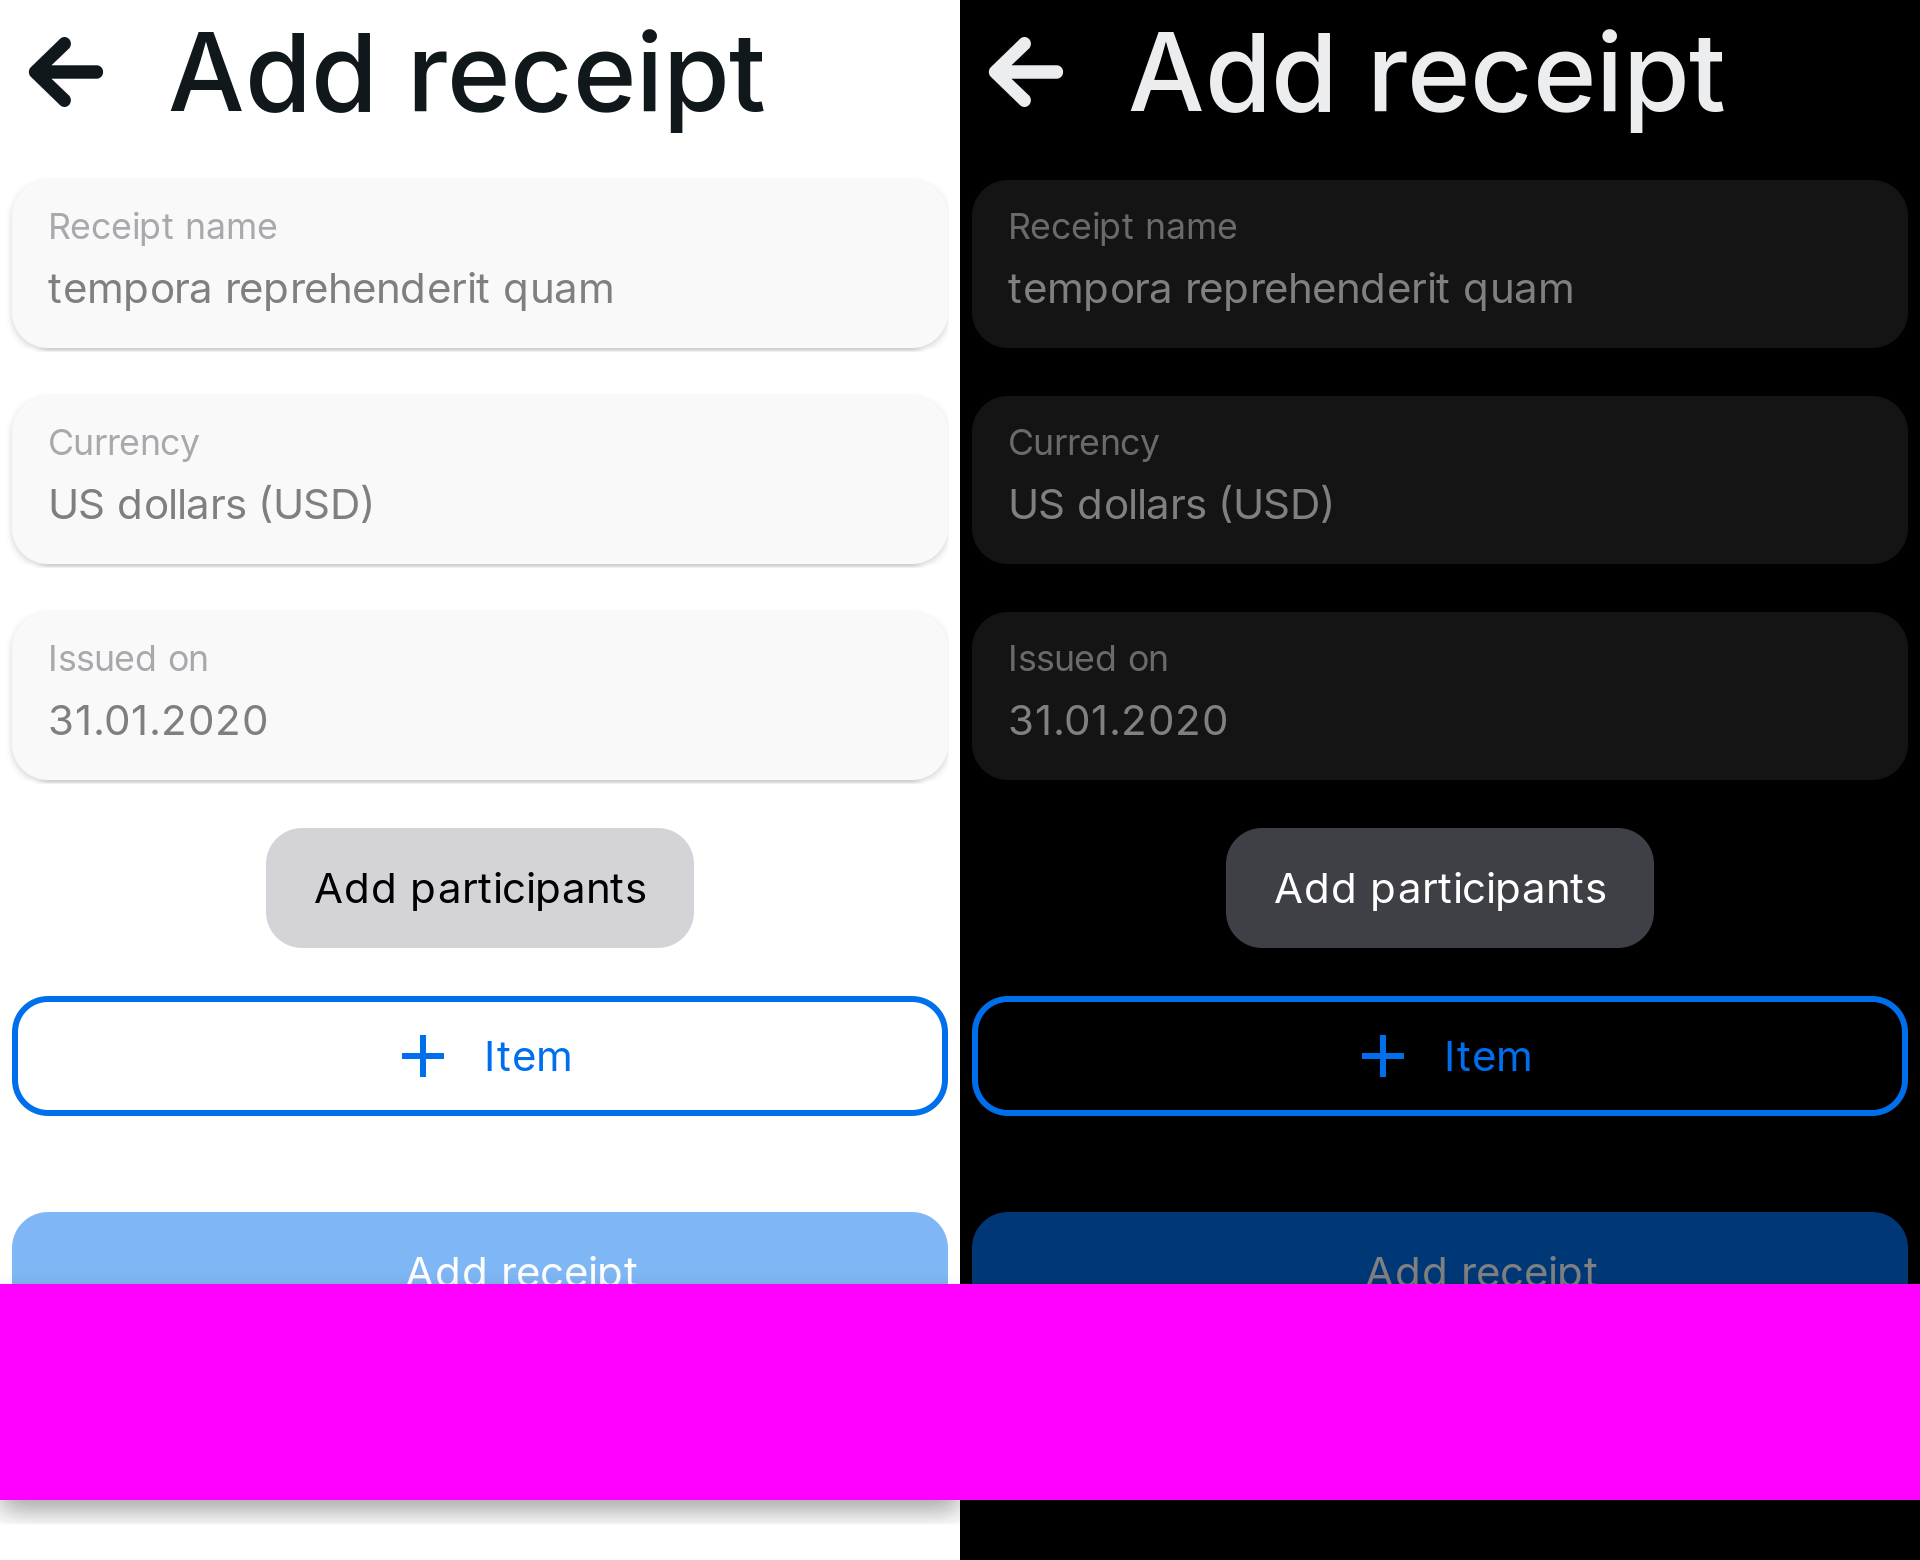 Add receipt
Receipt name
tempora reprehenderit quam
Currency
US dollars (USD)
Issued on
31.01.2020
Add participants
Item
Add receipt
Add receipt
Receipt name
tempora reprehenderit quam
Currency
US dollars (USD)
Issued on
31.01.2020
Add participants
Item
Add receipt